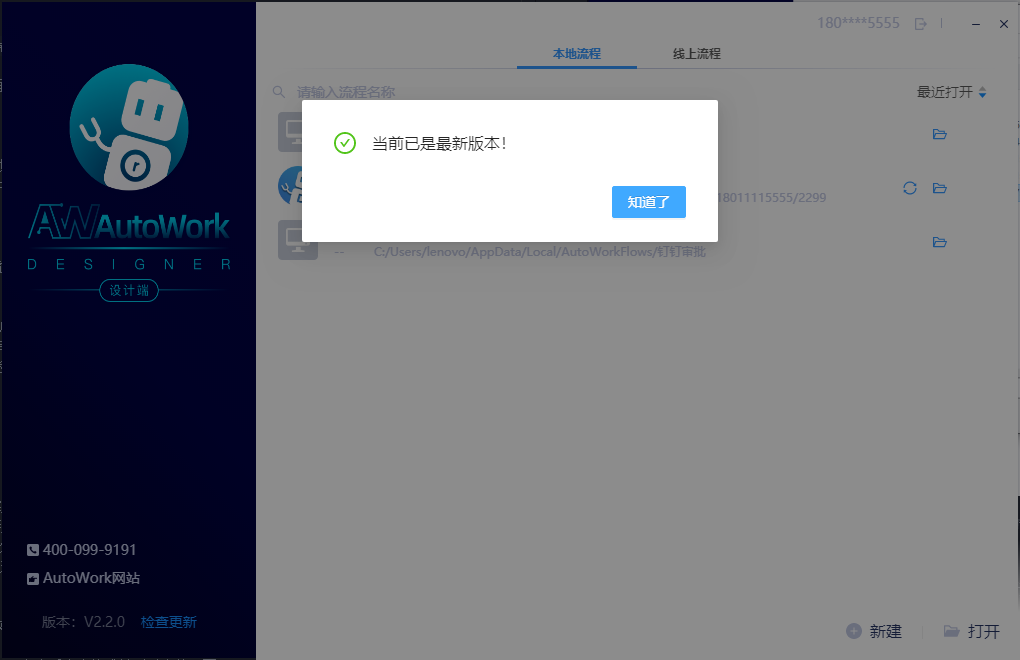 180****5555
本地流程 线上流程
请输入流程名称
最近打开
当前已是最新版本！
知道了
18011115555/2299
-- C:/Users/lenovo/AppData/Local/AutoWorkFlows/钉钉审批
r
AW AutoWork
DESIGNER
设计端
400-099-9191
AutoWork网站
版本：V2.2.0 检查更新
新建 打开